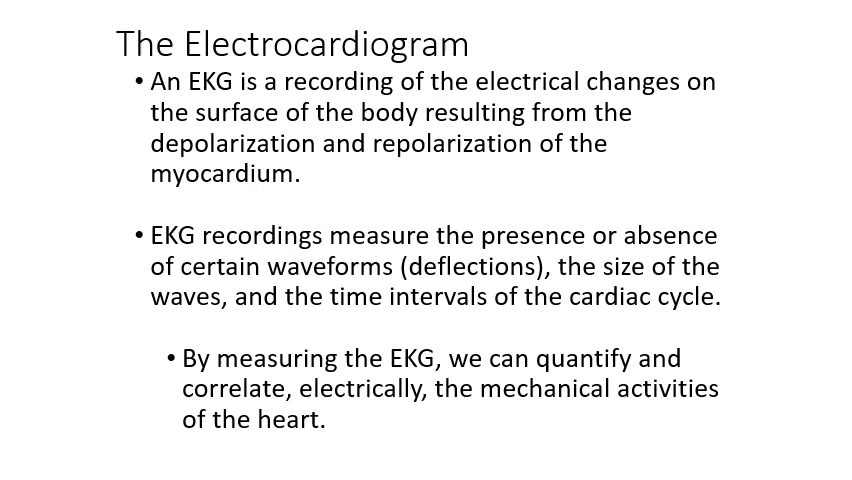 The Electrocardiogram
• An EKG is a recording of the electrical changes on
the surface of the body resulting from the
depolarization and repolarization of the
myocardium.
• EKG recordings measure the presence or absence
of certain waveforms (deflections), the size of the
waves, and the time intervals of the cardiac cycle.
• By measuring the EKG, we can quantify and
correlate, electrically, the mechanical activities
of the heart.